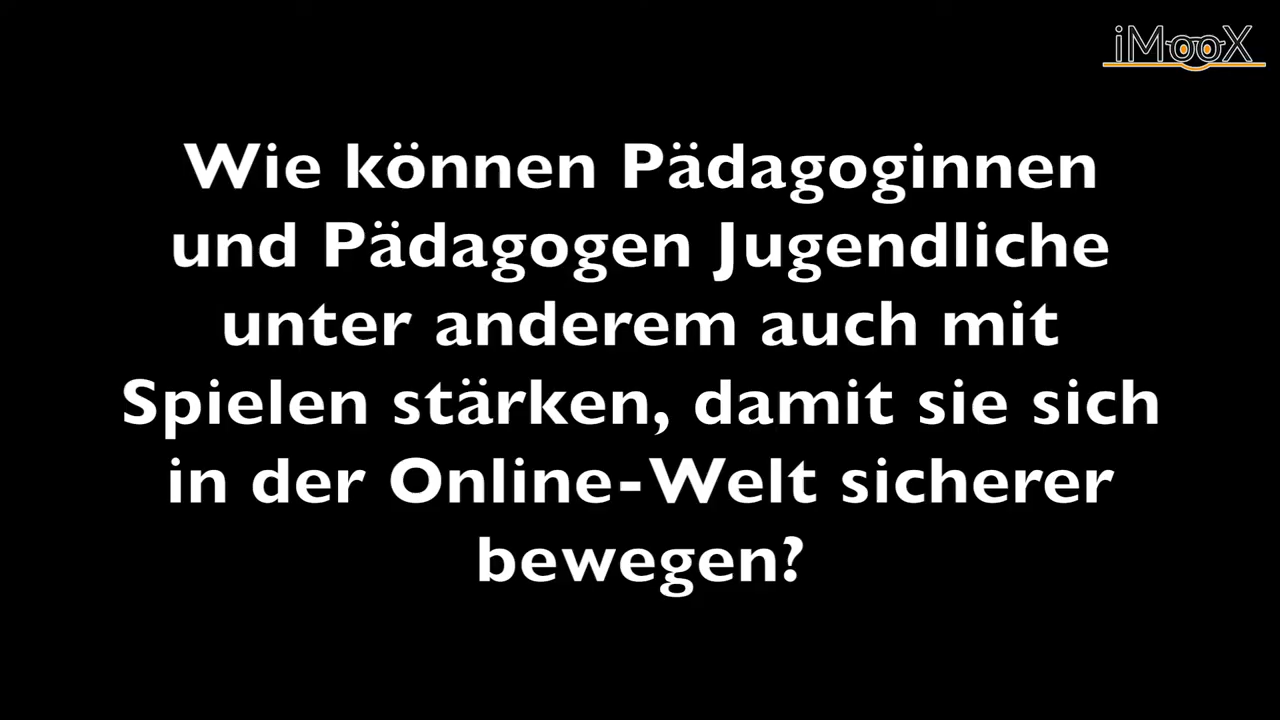 iMooX
Wie können Pädagoginnen
und Pädagogen Jugendliche
unter anderem auch mit
Spielen stärken, damit sie sich
in der Online-Welt sicherer
bewegen?